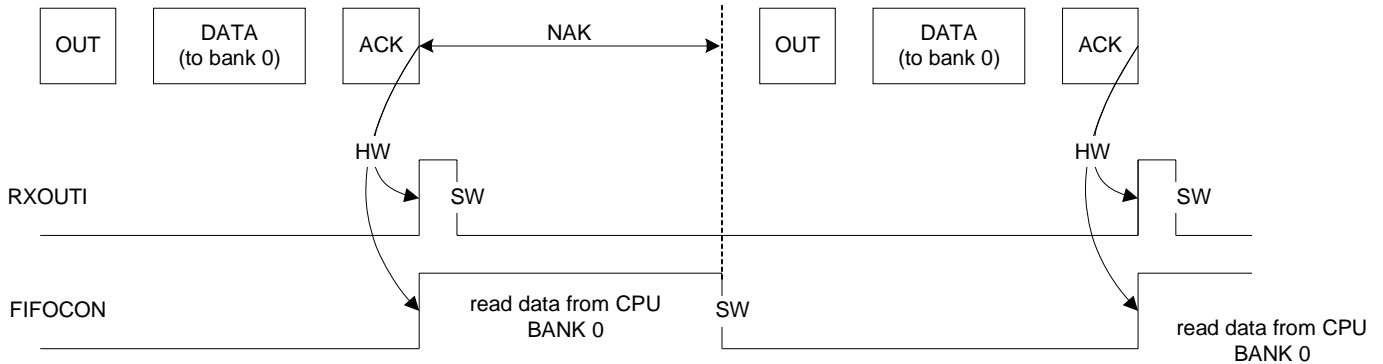 OUT
DATA
(to bank 0)
ACK
NAK
OUT
DATA
(to bank 0)
ACK
HW
HW
RXOUTI
SW
SW
FIFOCON
read data from CPU
BANK 0
SW
read data from CPU
BANK 0